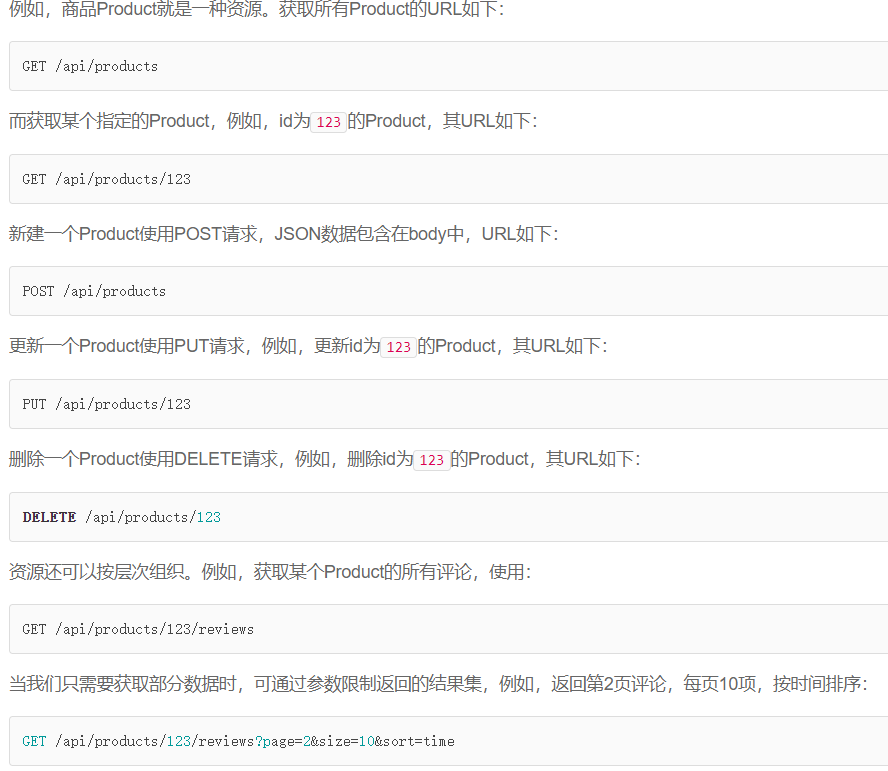 例如，商品Product就是一种资源。获取所有Product的URL如下：
GET /api/products
而获取某个指定的Product，例如，id为123的Product，其URL如下：
GET /api/products/123
新建一个Product使用POST请求，JSON数据包含在body中，URL如下：
POST /api/products
更新一个Product使用PUT请求，例如，更新id为123的Product，其URL如下：
PUT /api/products/123
删除一个Product使用DELETE请求，例如，删除id为123的Product，其URL如下：
DELETE /api/products/123
资源还可以按层次组织。例如，获取某个Product的所有评论，使用：
GET /api/products/123/reviews
当我们只需要获取部分数据时，可通过参数限制返回的结果集，例如，返回第2页评论，每页10项，按时间排序：
GET /api/products/123/reviews?page=2&size=10&sort=time